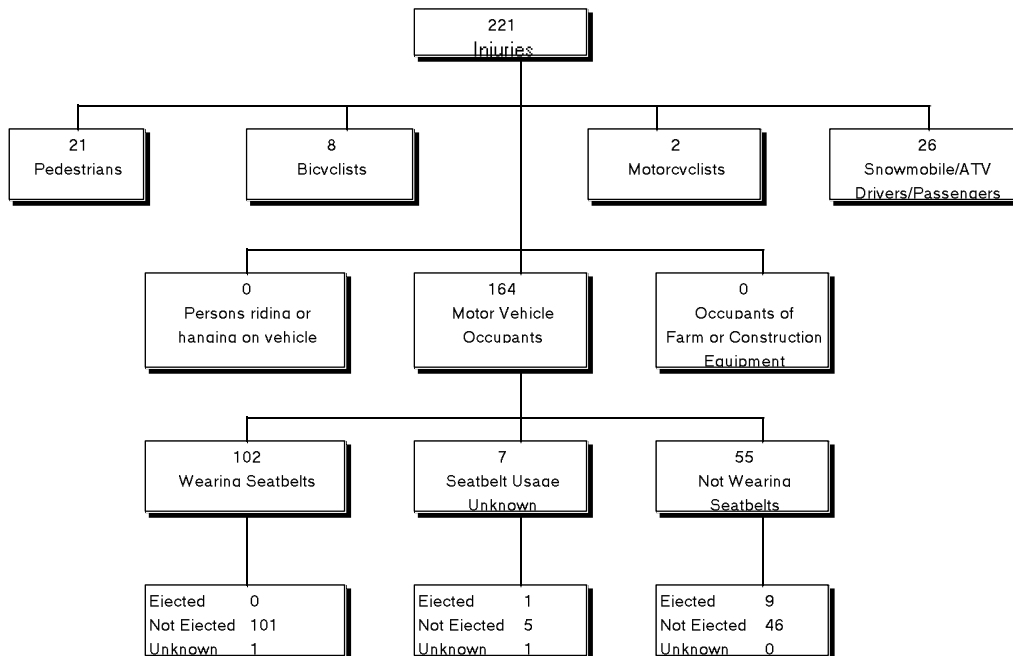 221
Injuries
21
Pedestrians
8
Bicyclists
2
Motorcyclists
26
Snowmobile/ATV
Drivers/Passengers
0
Persons riding or
hanging on vehicle
164
Motor Vehicle
Occupants
0
Occupants of
Farm or Construction
Equipment
102
Wearing Seatbelts
7
Seatbelt Usage
Unknown
55
Not Wearing
Seatbelts
Ejected 0
Not Ejected 101
Unknown 1
Ejected 1
Not Ejected 5
Unknown 1
Ejected 9
Not Ejected 46
Unknown 0